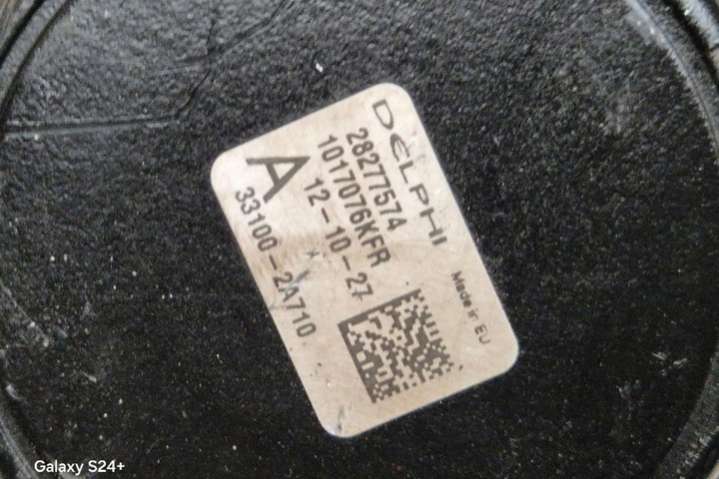 DELPHI
28277574
1017076KFR
12-10-27
A
33100-2A710
Made in EU
Galaxy S24+